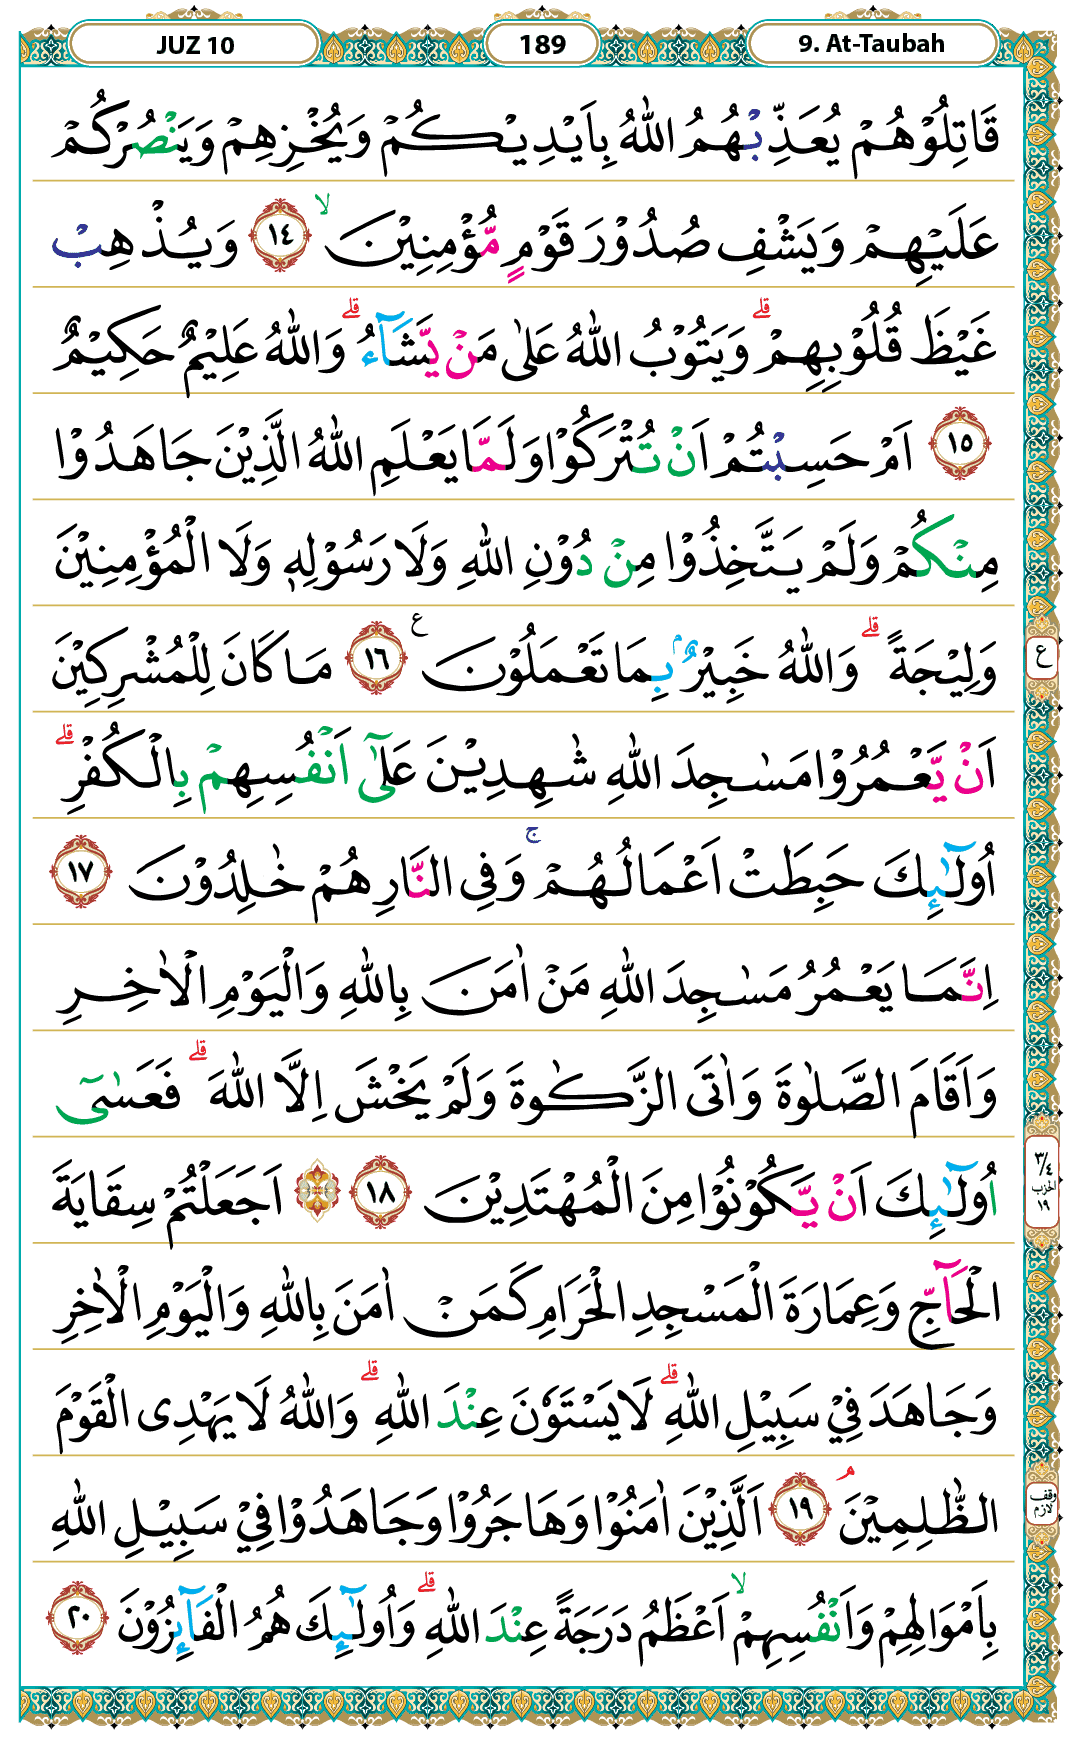 JUZ 10
189
9. At-Taubah
قَاتِلُوْهُمْ يُعَذِّبْهُمُ اللّٰهُ بِاَيْدِيْكُمْ وَيُخْزِهِمْ وَيَنْصُرْكُمْ
عَلَيْهِمْ وَيَشْفِ صُدُوْرَ قَوْمٍ مُّؤْمِنِيْنَ ۙ ١٤ وَيُذْهِبْ
غَيْظَ قُلُوْبِهِمْ ۗ وَيَتُوْبُ اللّٰهُ عَلٰى مَنْ يَّشَاۤءُ ۗ وَاللّٰهُ عَلِيْمٌ حَكِيْمٌ
١٥ اَمْ حَسِبْتُمْ اَنْ تُتْرَكُوْا وَلَمَّا يَعْلَمِ اللّٰهُ الَّذِيْنَ جَاهَدُوْا
مِنْكُمْ وَلَمْ يَتَّخِذُوْا مِنْ دُوْنِ اللّٰهِ وَلَا رَسُوْلِهٖ وَلَا الْمُؤْمِنِيْنَ
وَلِيْجَةً ۗ وَاللّٰهُ خَبِيْرٌۢ بِمَا تَعْمَلُوْنَ ࣖ ١٦ مَا كَانَ لِلْمُشْرِكِيْنَ
اَنْ يَّعْمُرُوْا مَسٰجِدَ اللّٰهِ شٰهِدِيْنَ عَلٰٓى اَنْفُسِهِمْ بِالْكُفْرِ ۗ
اُولٰۤىِٕكَ حَبِطَتْ اَعْمَالُهُمْ ۚ وَفِى النَّارِ هُمْ خٰلِدُوْنَ ١٧
اِنَّمَا يَعْمُرُ مَسٰجِدَ اللّٰهِ مَنْ اٰمَنَ بِاللّٰهِ وَالْيَوْمِ الْاٰخِرِ
وَاَقَامَ الصَّلٰوةَ وَاٰتَى الزَّكٰوةَ وَلَمْ يَخْشَ اِلَّا اللّٰهَ ۗ فَعَسٰٓى
اُولٰۤىِٕكَ اَنْ يَّكُوْنُوْا مِنَ الْمُهْتَدِيْنَ ١٨ ۞ اَجَعَلْتُمْ سِقَايَةَ
الْحَاۤجِّ وَعِمَارَةَ الْمَسْجِدِ الْحَرَامِ كَمَنْ اٰمَنَ بِاللّٰهِ وَالْيَوْمِ الْاٰخِرِ
وَجَاهَدَ فِيْ سَبِيْلِ اللّٰهِ ۗ لَا يَسْتَوٗنَ عِنْدَ اللّٰهِ ۗ وَاللّٰهُ لَا يَهْدِى الْقَوْمَ
الظّٰلِمِيْنَ ۘ ١٩ اَلَّذِيْنَ اٰمَنُوْا وَهَاجَرُوْا وَجَاهَدُوْا فِيْ سَبِيْلِ اللّٰهِ
بِاَمْوَالِهِمْ وَاَنْفُسِهِمْ ۙ اَعْظَمُ دَرَجَةً عِنْدَ اللّٰهِ ۗ وَاُولٰۤىِٕكَ هُمُ الْفَاۤىِٕزُوْنَ ٢٠
ع
٣/٤
الحزب
١٩
وقف
لازم